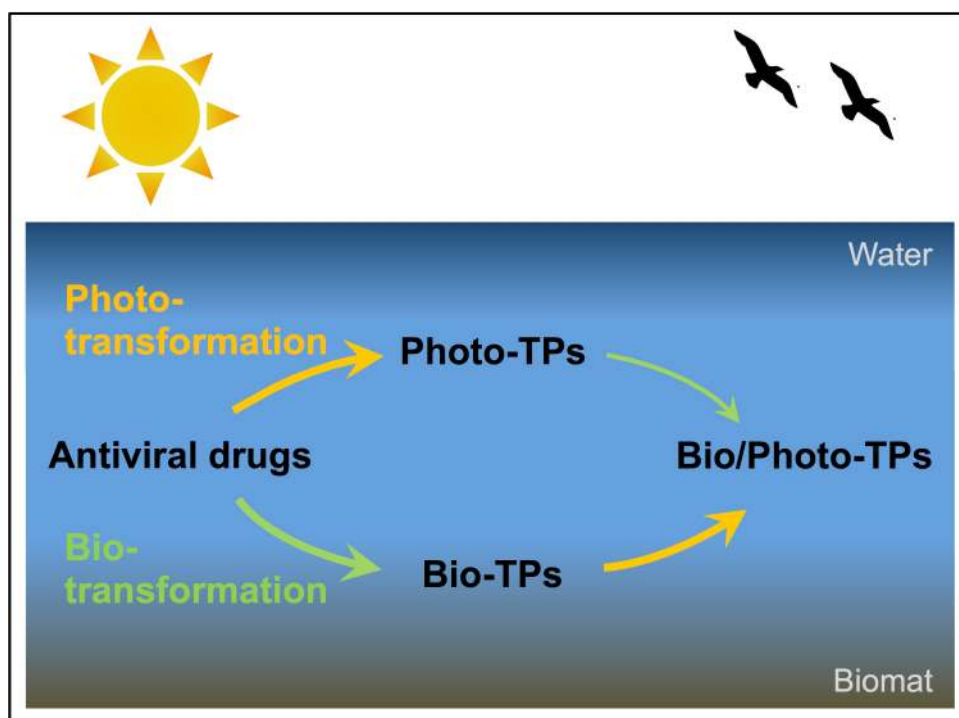 Water
Photo-
transformation
Photo-TPs
Antiviral drugs
Bio/Photo-TPs
Bio-
transformation
Bio-TPs
Biomat